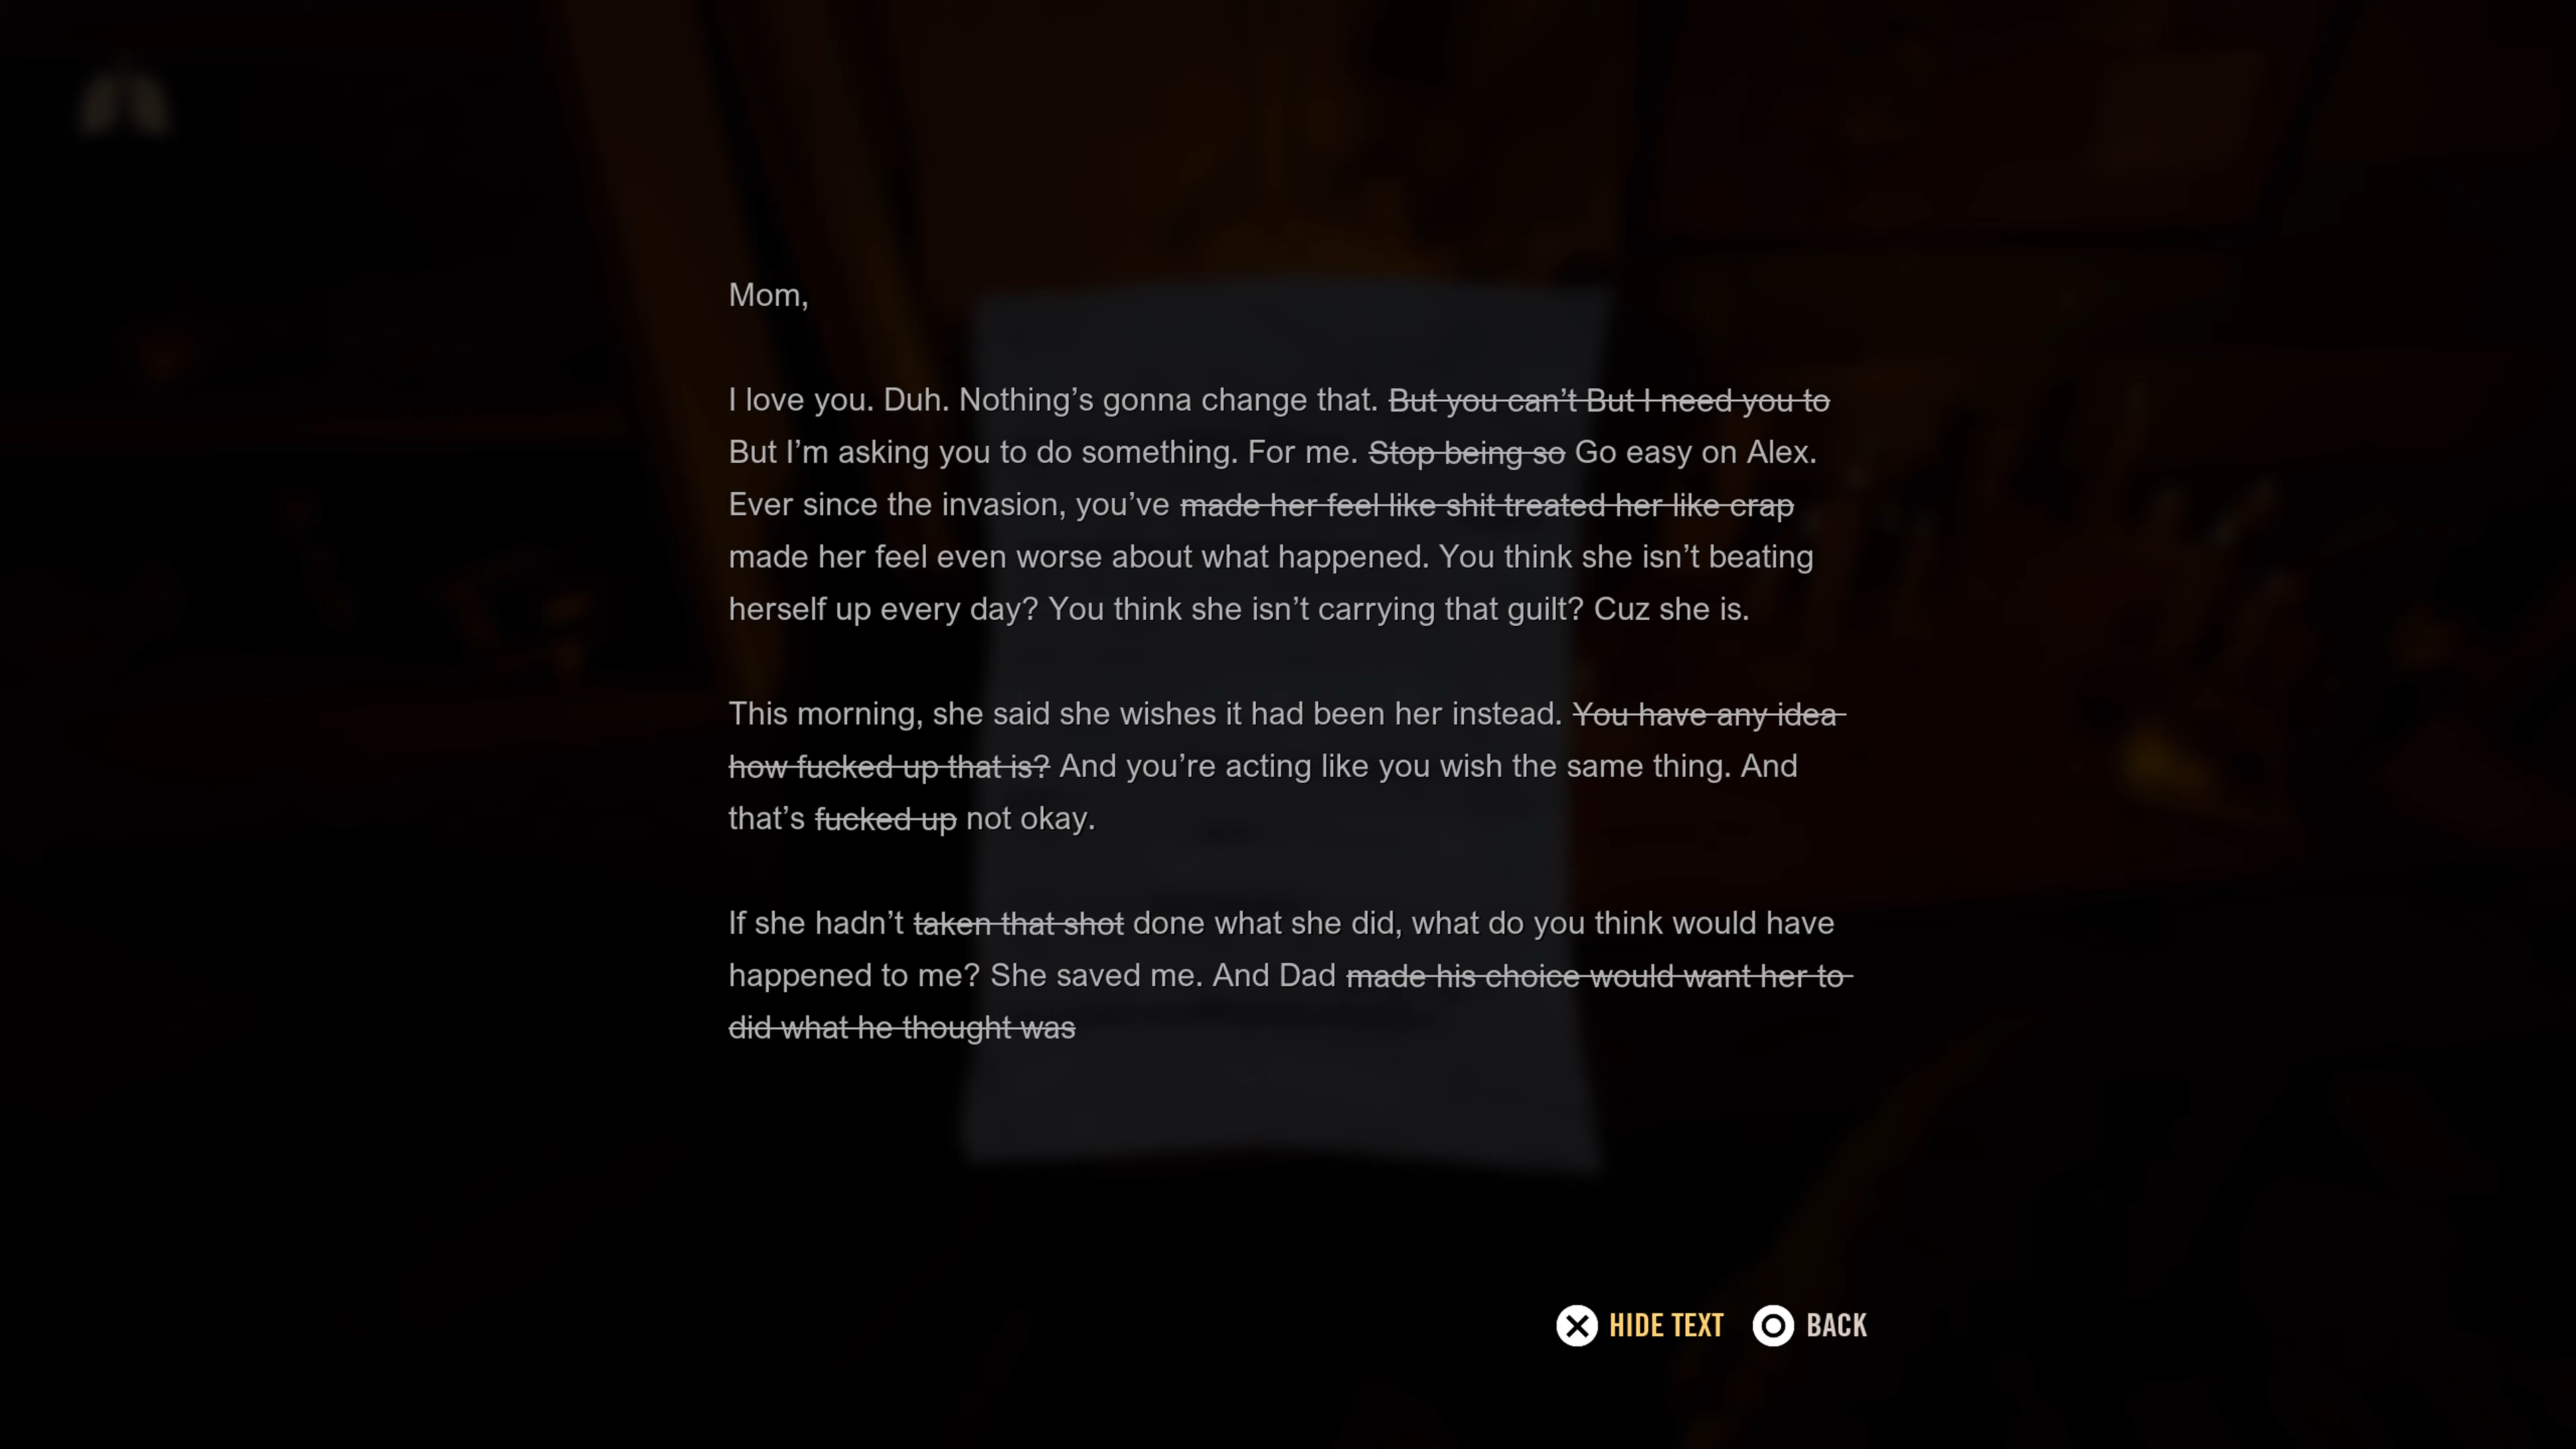 Mom,
I love you. Duh. Nothing's gonna change that. But you can't But I need you to
But I'm asking you to do something. For me. Stop being so Go easy on Alex.
Ever since the invasion, you've made her feel like shit treated her like crap
made her feel even worse about what happened. You think she isn't beating
herself up every day? You think she isn't carrying that guilt? Cuz she is.
This morning, she said she wishes it had been her instead. You have any idea
how fucked up that is? And you're acting like you wish the same thing. And
that's fucked up not okay.
If she hadn't taken that shot done what she did, what do you think would have
happened to me? She saved me. And Dad made his choice would want her to
did what he thought was
HIDE TEXT BACK